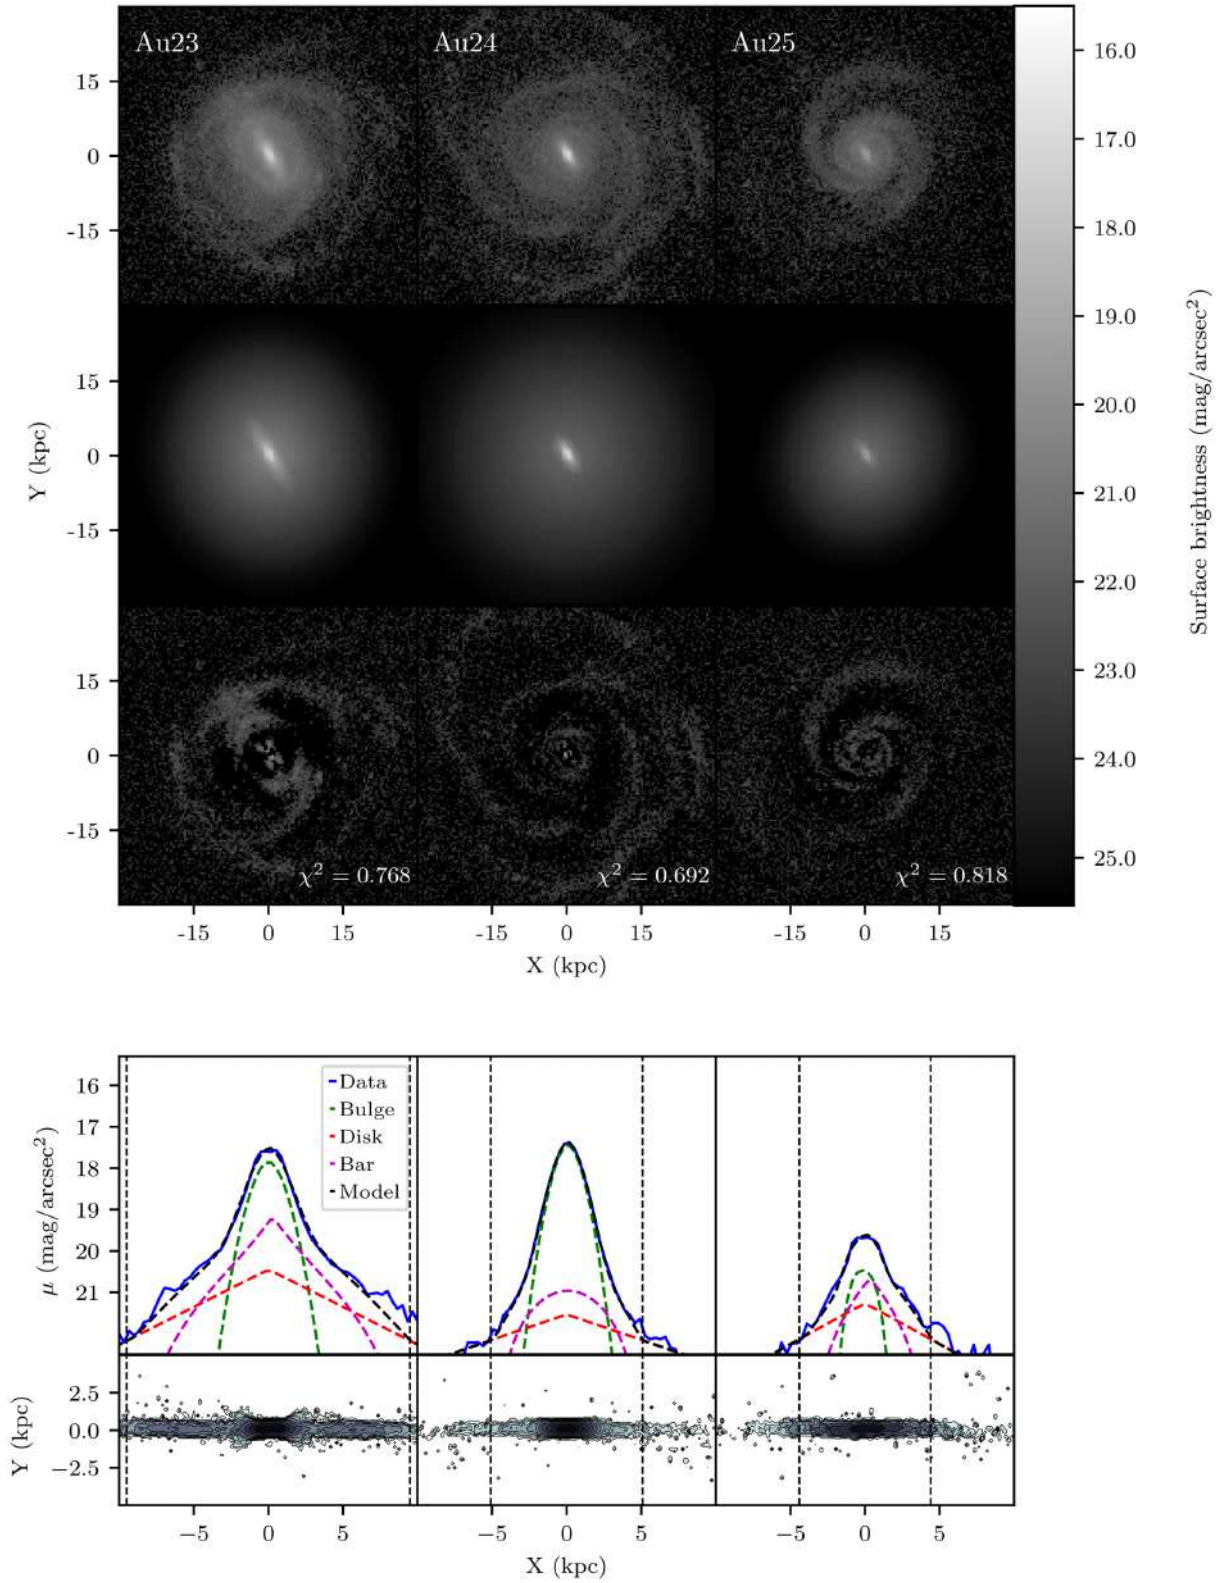 Au23 Au24 Au25
15
0
-15
15
0
-15
15
0
-15
Y (kpc)
χ² = 0.768 χ² = 0.692 χ² = 0.818
-15 0 15 -15 0 15 -15 0 15
X (kpc)
16.0
17.0
18.0
19.0
20.0
21.0
22.0
23.0
24.0
25.0
Surface brightness (mag/arcsec²)
16
17
18
19
20
21
μ (mag/arcsec²)
Data
Bulge
Disk
Bar
Model
2.5
0.0
−2.5
Y (kpc)
−5 0 5 −5 0 5 −5 0 5
X (kpc)